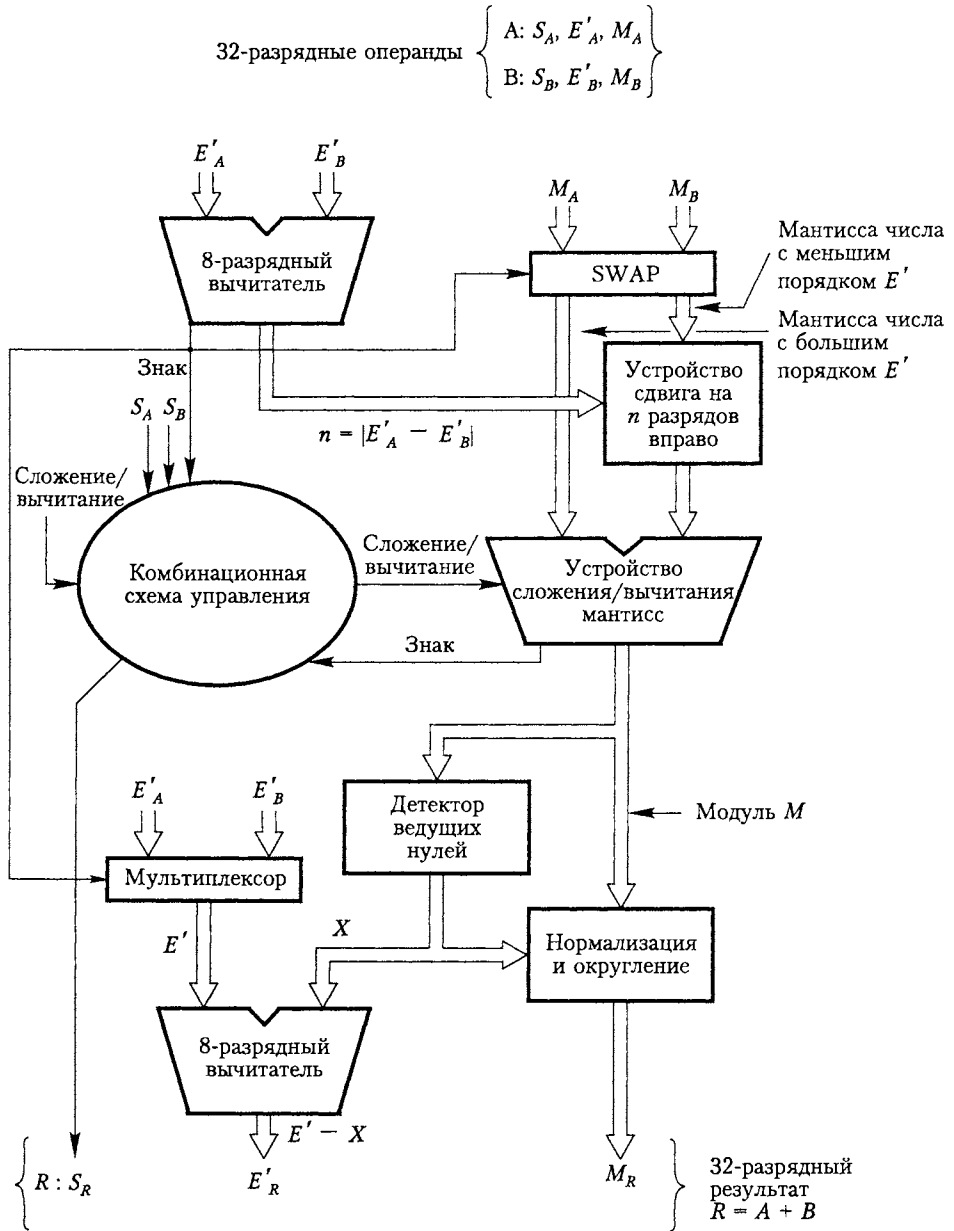 32-разрядные операнды
A: S_A, E'_A, M_A
B: S_B, E'_B, M_B
E'_A
E'_B
M_A
M_B
8-разрядный
вычитатель
SWAP
Мантисса числа
с меньшим
порядком E'
Мантисса числа
с большим
порядком E'
Знак
Устройство
сдвига на
n разрядов
вправо
S_A
S_B
n = |E'_A − E'_B|
Сложение/
вычитание
Комбинационная
схема управления
Сложение/
вычитание
Устройство
сложения/вычитания
мантисс
Знак
E'_A
E'_B
Детектор
ведущих
нулей
Модуль M
Мультиплексор
E'
X
Нормализация
и округление
8-разрядный
вычитатель
E' − X
R : S_R
E'_R
M_R
32-разрядный
результат
R = A + B